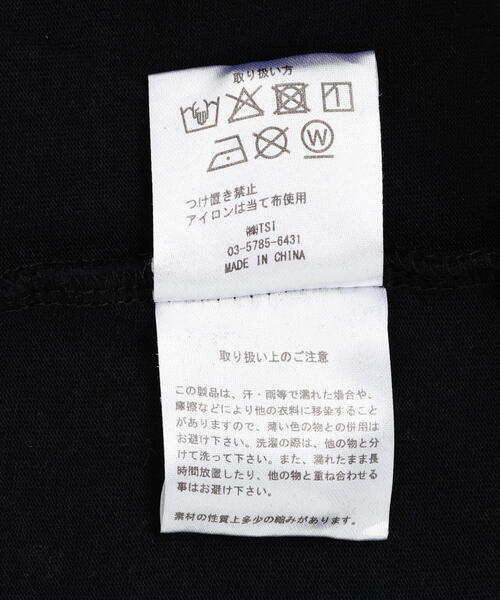 取り扱い方
W
つけ置き禁止
アイロンは当て布使用
㈱TSI
03-5785-6431
MADE IN CHINA
取り扱い上のご注意
この製品は、汗・雨等で濡れた場合や、
摩擦などにより他の衣料に移染すること
がありますので、薄い色の物との併用は
お避け下さい。洗濯の際は、他の物と分
けて洗って下さい。また、濡れたまま長
時間放置したり、他の物と重ね合わせる
事はお避け下さい。
素材の性質上多少の縮みがあります。